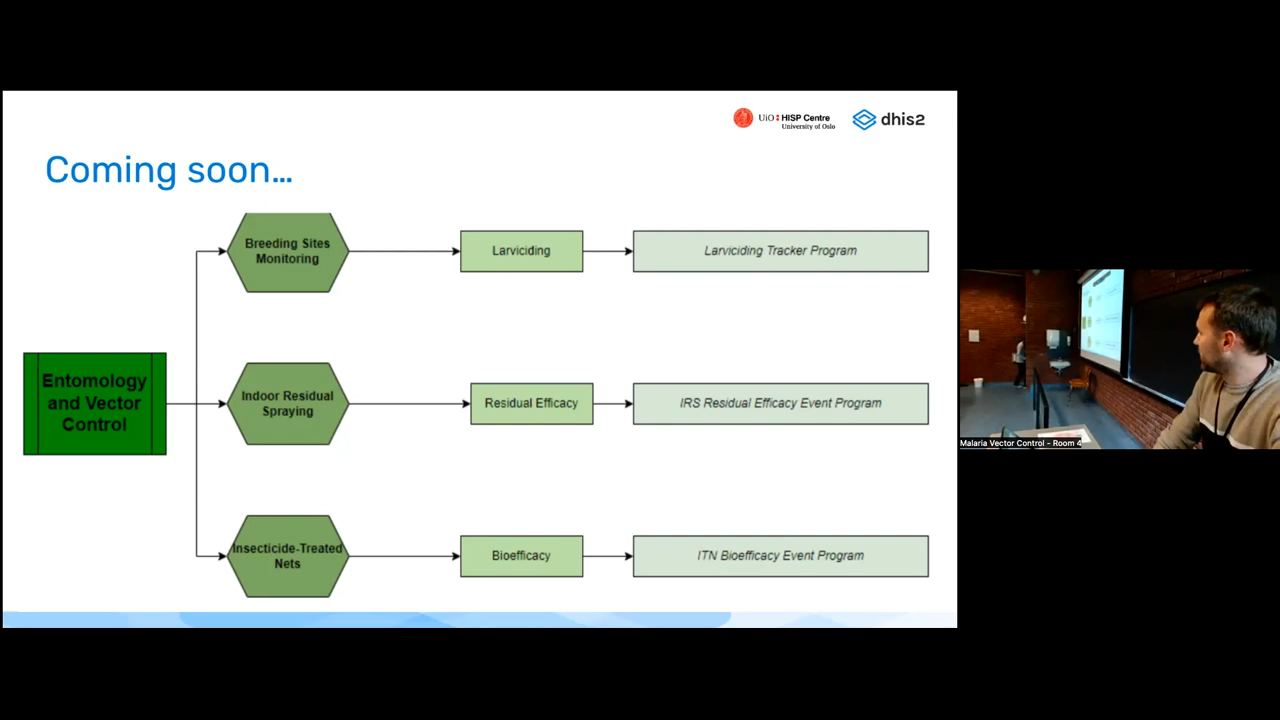 UiO: HISP Centre
University of Oslo
dhis2
Coming soon...
Breeding Sites
Monitoring
Larviciding
Larviciding Tracker Program
Entomology
and Vector
Control
Indoor Residual
Spraying
Residual Efficacy
IRS Residual Efficacy Event Program
Insecticide-Treated
Nets
Bioefficacy
ITN Bioefficacy Event Program
Malaria Vector Control - Room 4